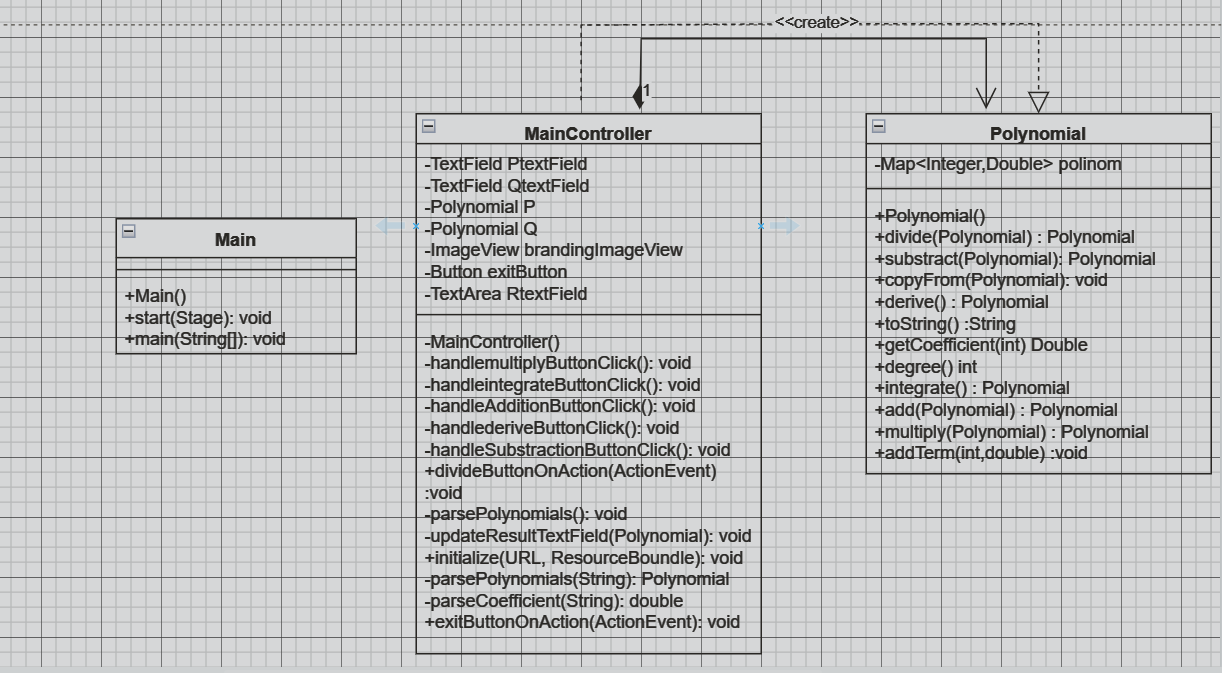 <<create>>
1
Main
+Main()
+start(Stage): void
+main(String[]): void
MainController
-TextField PtextField
-TextField QtextField
-Polynomial P
-Polynomial Q
-ImageView brandingImageView
-Button exitButton
-TextArea RtextField
-MainController()
-handlemultiplyButtonClick(): void
-handleintegrateButtonClick(): void
-handleAdditionButtonClick(): void
-handlederiveButtonClick(): void
-handleSubstractionButtonClick(): void
+divideButtonOnAction(ActionEvent)
:void
-parsePolynomials(): void
-updateResultTextField(Polynomial): void
+initialize(URL, ResourceBoundle): void
-parsePolynomials(String): Polynomial
-parseCoefficient(String): double
+exitButtonOnAction(ActionEvent): void
Polynomial
-Map<Integer,Double> polinom
+Polynomial()
+divide(Polynomial) : Polynomial
+substract(Polynomial): Polynomial
+copyFrom(Polynomial): void
+derive() : Polynomial
+toString() :String
+getCoefficient(int) Double
+degree() int
+integrate() : Polynomial
+add(Polynomial) : Polynomial
+multiply(Polynomial) : Polynomial
+addTerm(int,double) :void